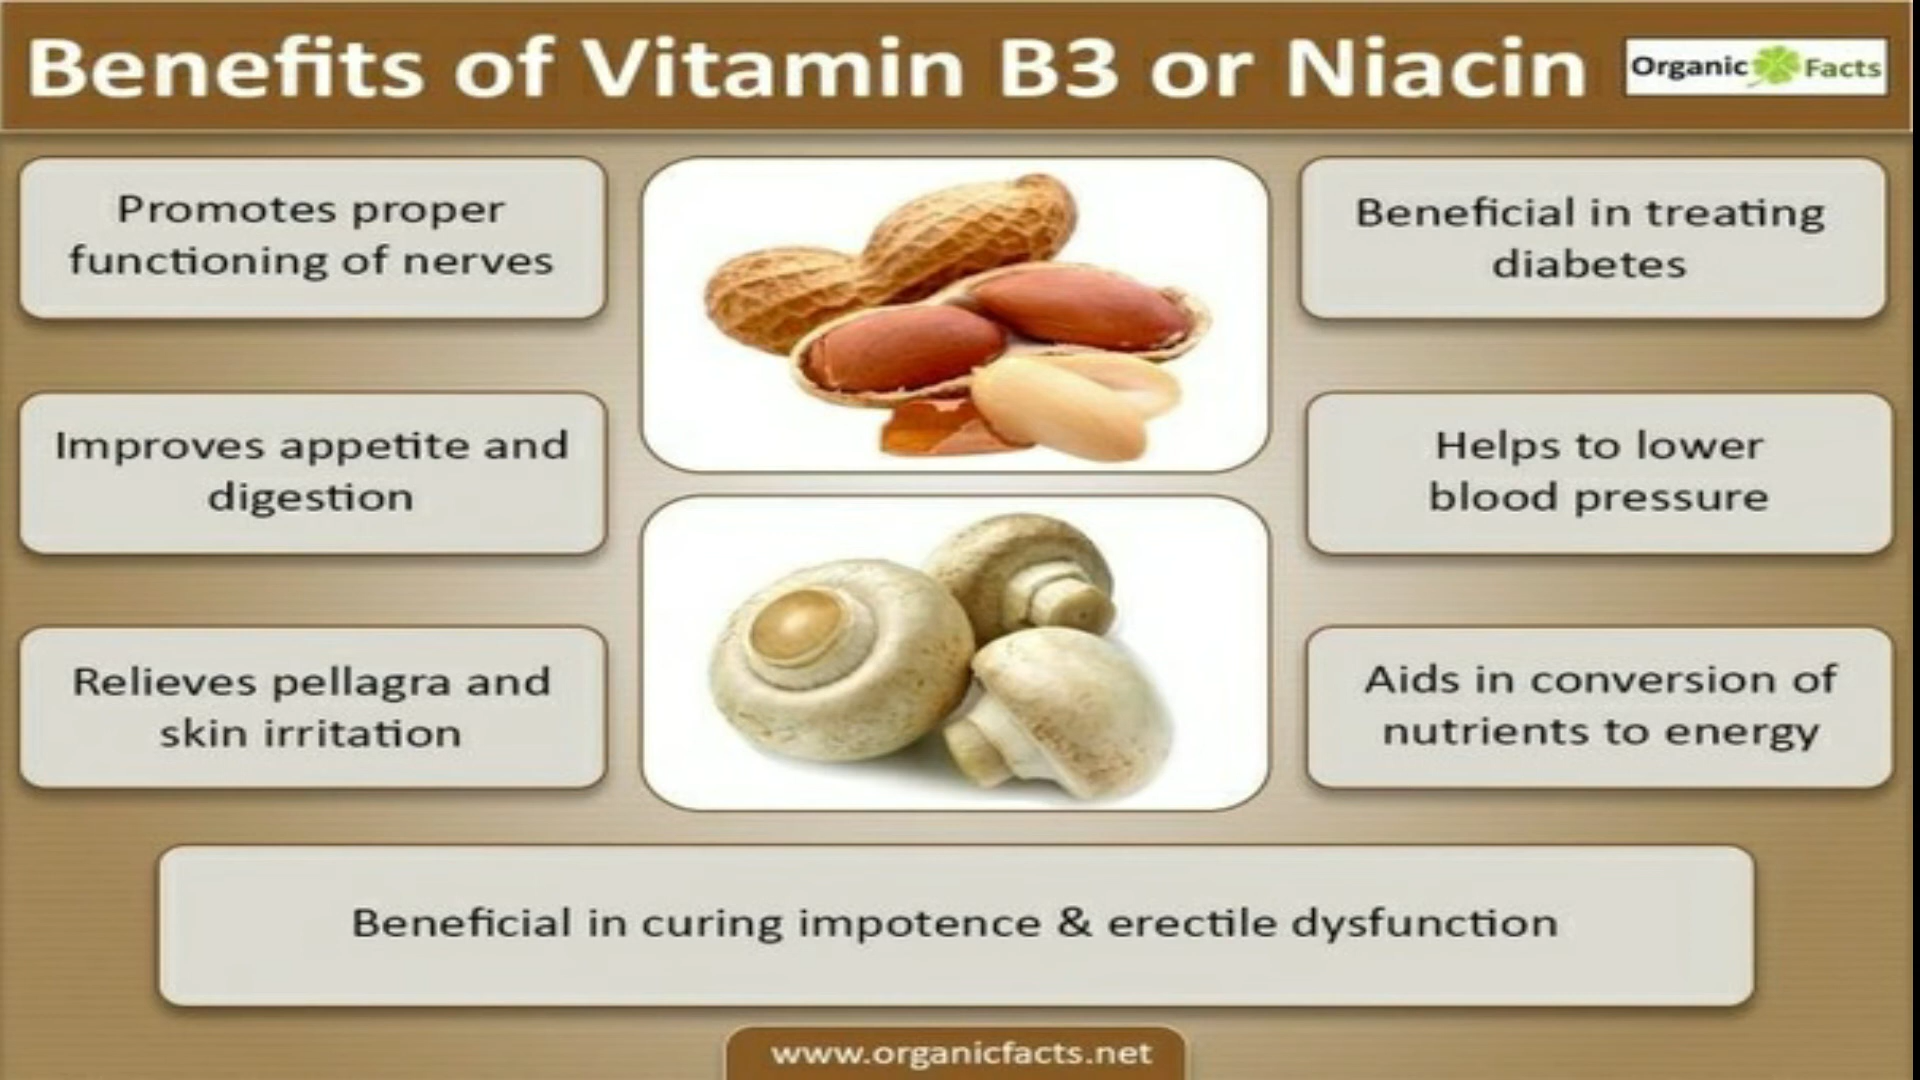 Benefits of Vitamin B3 or Niacin
Organic Facts
Promotes proper
functioning of nerves
Improves appetite and
digestion
Relieves pellagra and
skin irritation
Beneficial in treating
diabetes
Helps to lower
blood pressure
Aids in conversion of
nutrients to energy
Beneficial in curing impotence & erectile dysfunction
www.organicfacts.net